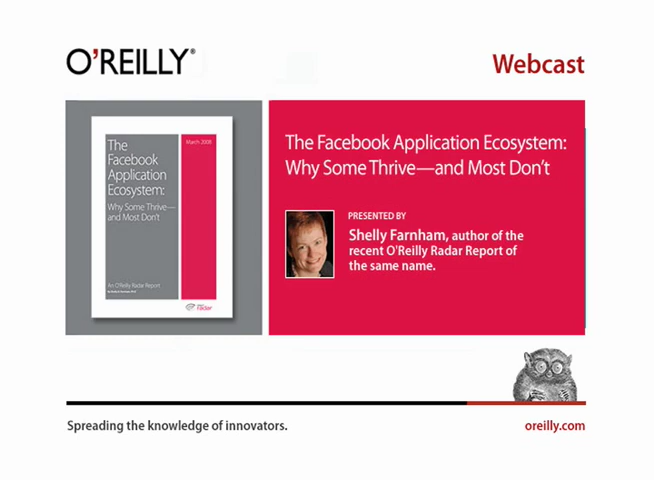 O'REILLY®
Webcast
The
Facebook
Application
Ecosystem:
Why Some Thrive—
and Most Don't
March 2008
An O'Reilly Radar Report
The Facebook Application Ecosystem:
Why Some Thrive—and Most Don't
PRESENTED BY
Shelly Farnham, author of the
recent O'Reilly Radar Report of
the same name.
Spreading the knowledge of innovators.
oreilly.com